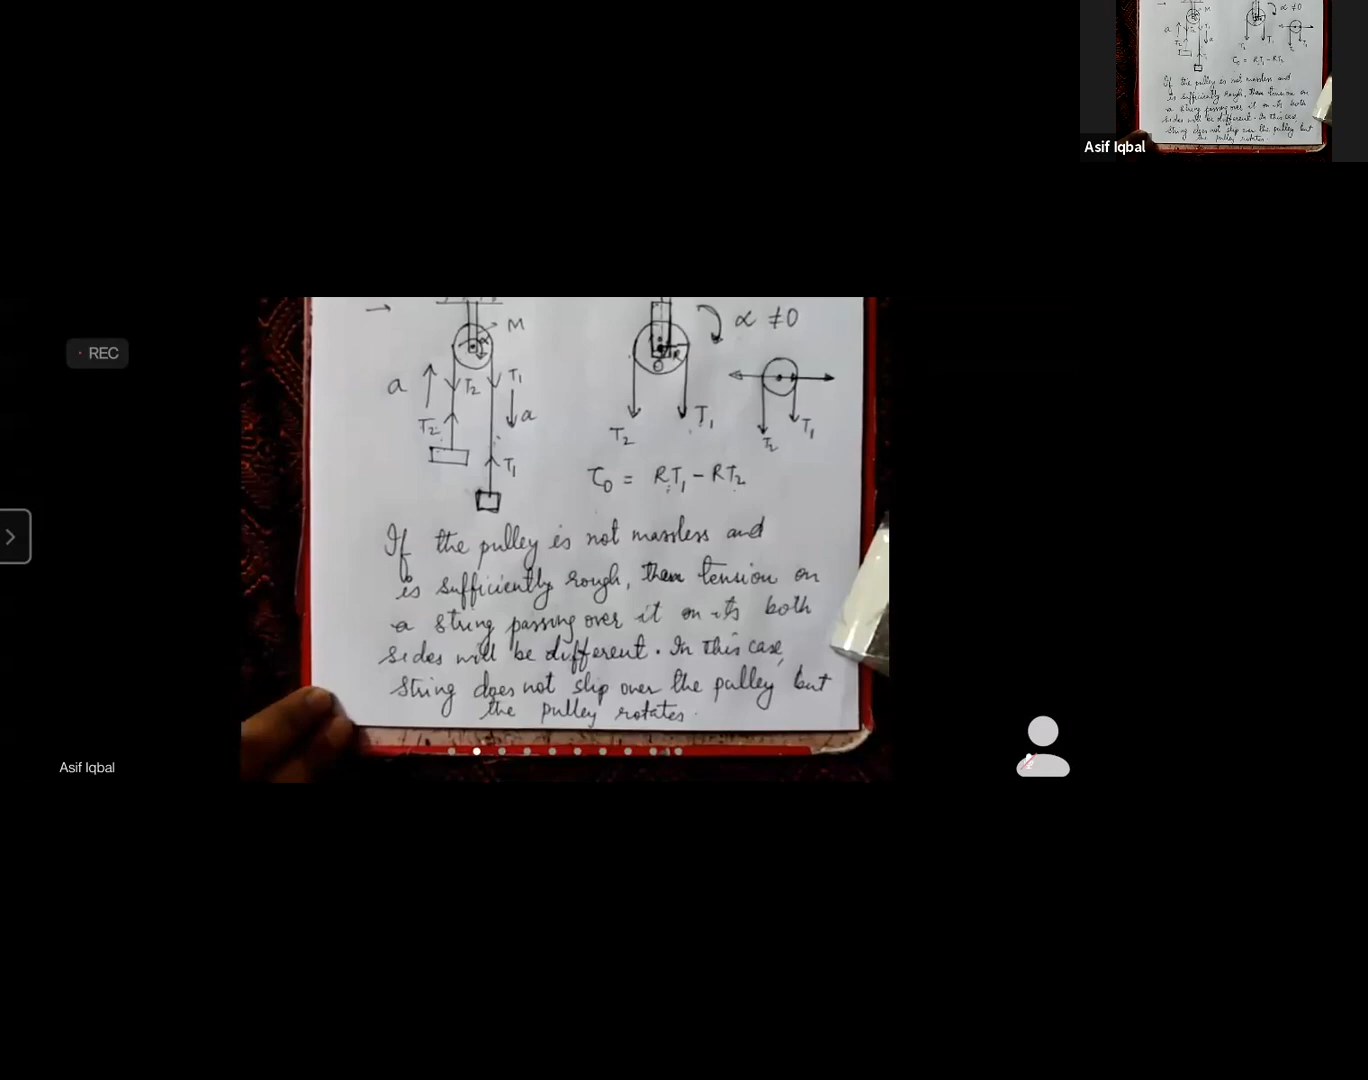 Asif Iqbal
REC
M
α ≠ 0
a
T2
T1
a
T2
T1
R
O
T2
T1
T2
T1
τ0 = RT1 - RT2
If the pulley is not massless and
is sufficiently rough, then tension on
a string passing over it on its both
sides will be different. In this case,
string does not slip over the pulley but
the pulley rotates.
Asif Iqbal